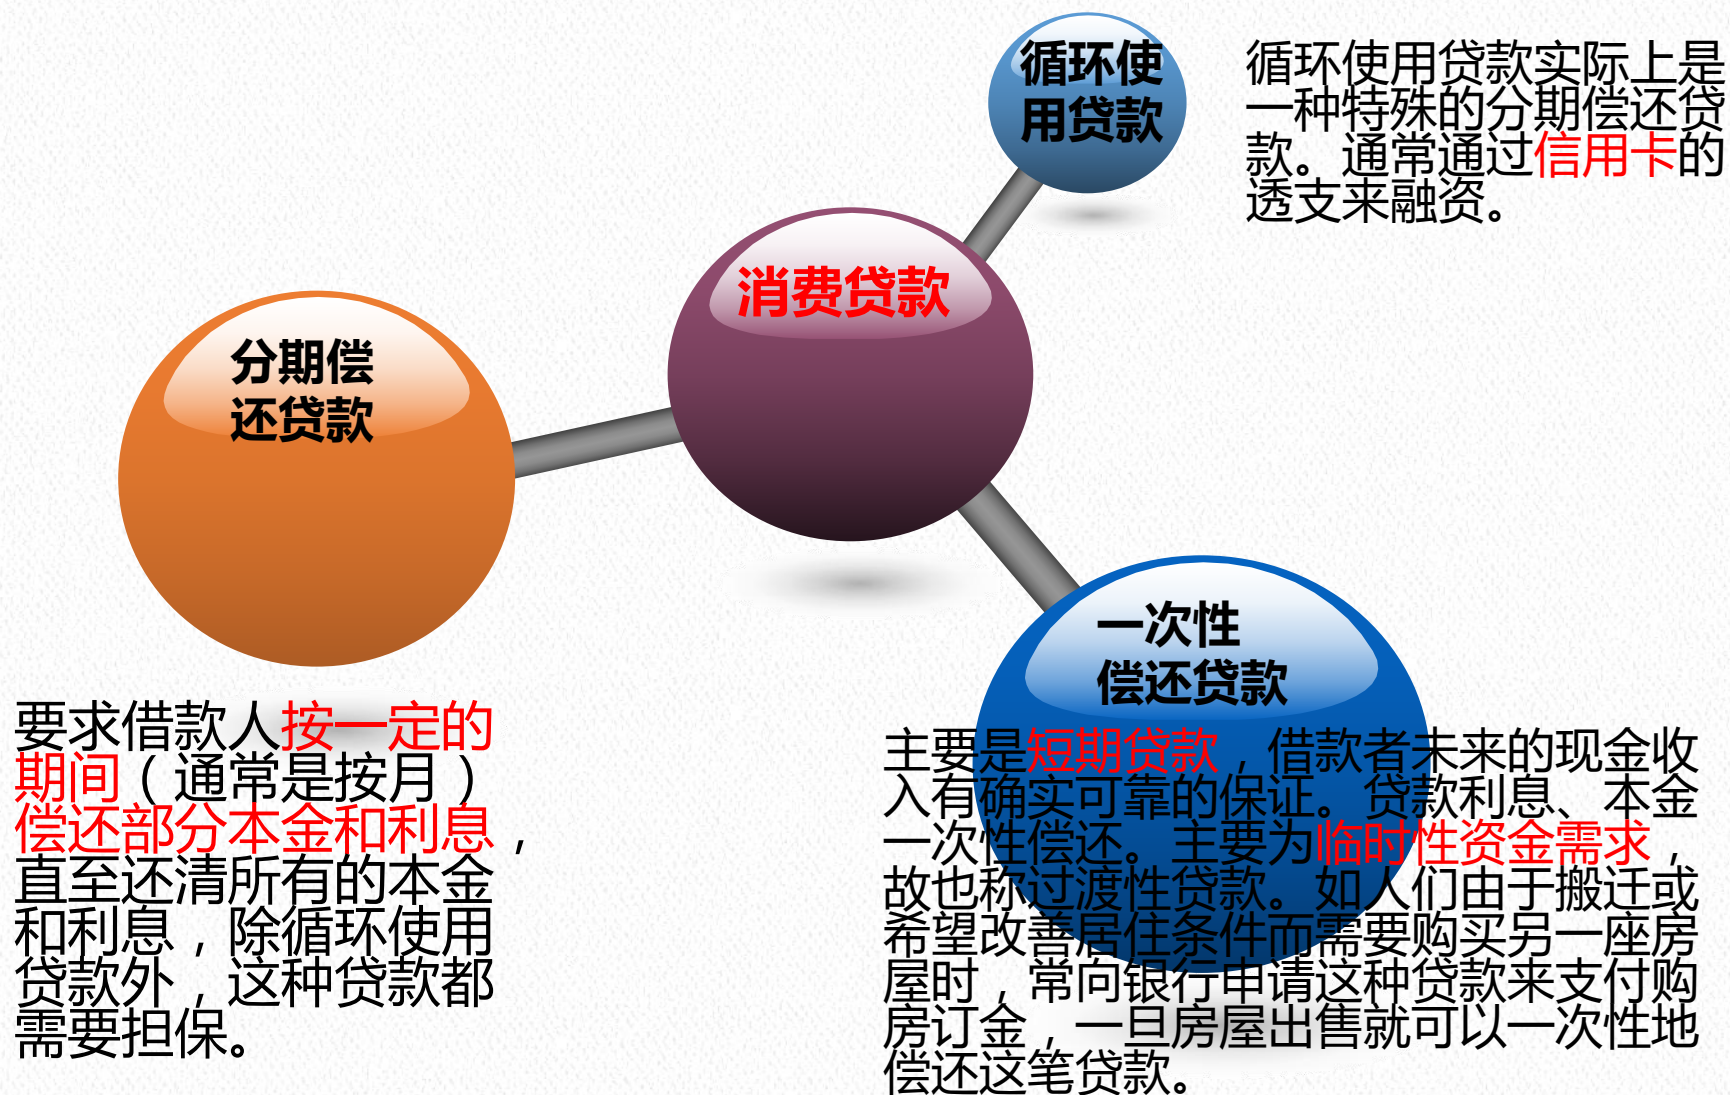 循环使
用贷款
循环使用贷款实际上是
一种特殊的分期偿还贷
款。通常通过信用卡的
透支来融资。
消费贷款
分期偿
还贷款
要求借款人按一定的
期间（通常是按月）
偿还部分本金和利息，
直至还清所有的本金
和利息，除循环使用
贷款外，这种贷款都
需要担保。
一次性
偿还贷款
主要是短期贷款，借款者未来的现金收
入有确实可靠的保证。贷款利息、本金
一次性偿还。主要为临时性资金需求，
故也称过渡性贷款。如人们由于搬迁或
希望改善居住条件而需要购买另一座房
屋时，常向银行申请这种贷款来支付购
房订金，一旦房屋出售就可以一次性地
偿还这笔贷款。